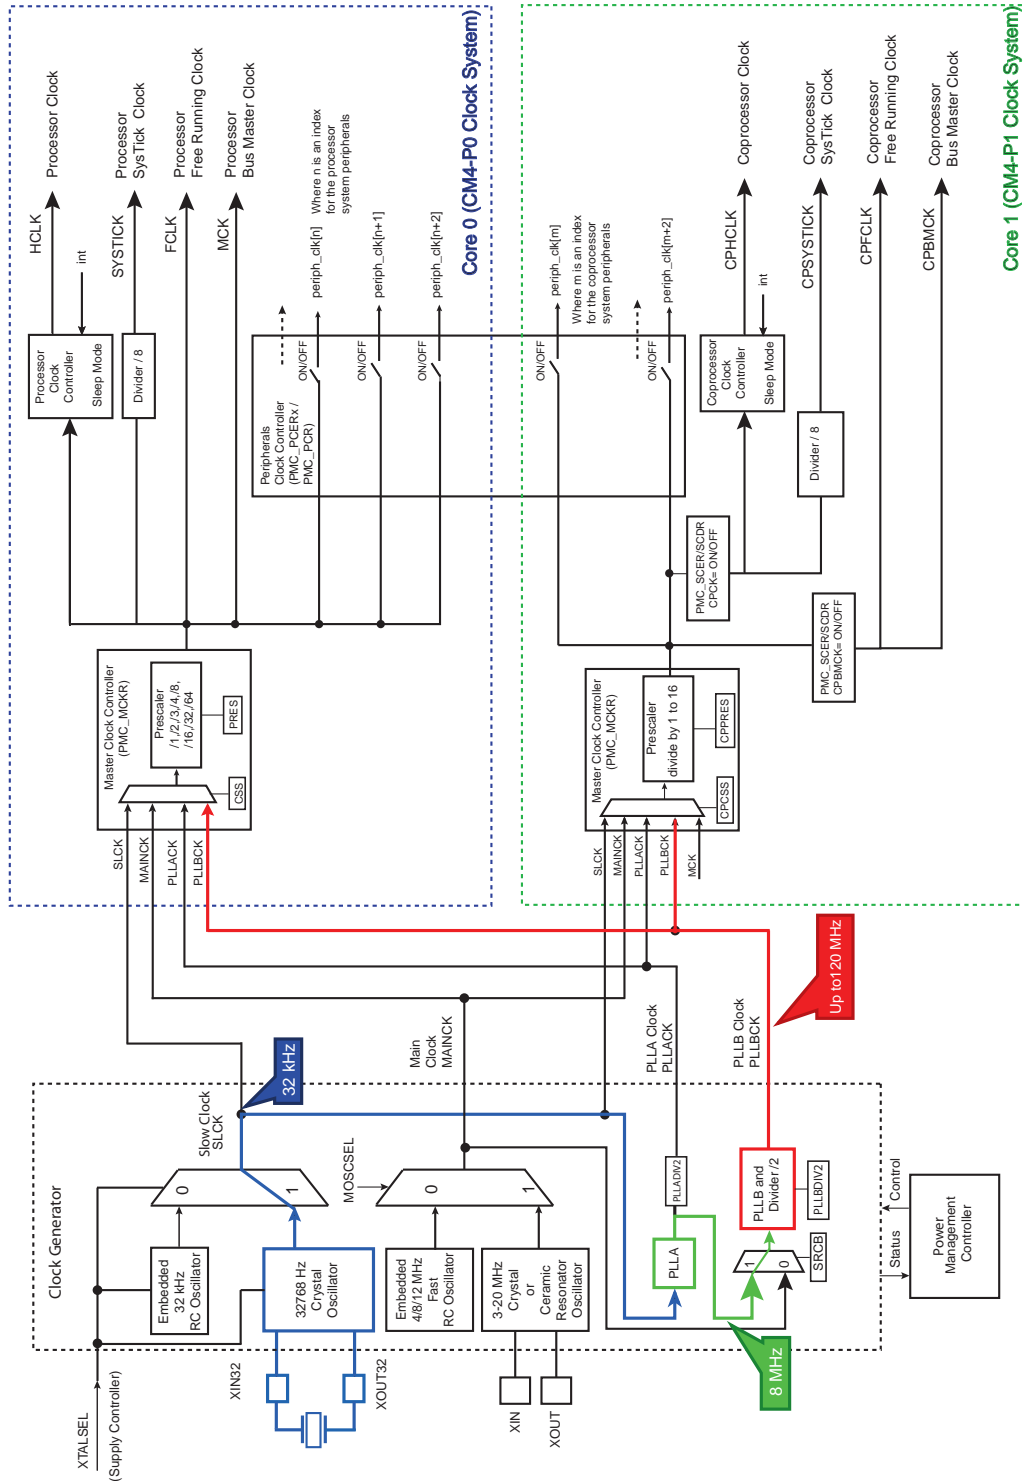 Clock Generator
XTALSEL
(Supply Controller)
Embedded
32 kHz
RC Oscillator
0
1
Slow Clock
SLCK
32 kHz
XIN32
XOUT32
32768 Hz
Crystal
Oscillator
MOSCSEL
Embedded
4/8/12 MHz
Fast
RC Oscillator
0
1
Main
Clock
MAINCK
XIN
XOUT
3-20 MHz
Crystal
or
Ceramic
Resonator
Oscillator
PLLA
PLLADIV2
PLLA Clock
PLLACK
8 MHz
1
0
SRCB
PLLB and
Divider /2
PLLBDIV2
PLLB Clock
PLLBCK
Up to120 MHz
Status
Control
Power
Management
Controller
SLCK
MAINCK
PLLACK
PLLBCK
Master Clock Controller
(PMC_MCKR)
Prescaler
/1,/2,/3,/4,/8,
/16,/32,/64
CSS
PRES
Processor
Clock
Controller
Sleep Mode
Divider / 8
HCLK
Processor Clock
int
SYSTICK
Processor
SysTick Clock
FCLK
Processor
Free Running Clock
MCK
Processor
Bus Master Clock
Peripherals
Clock Controller
(PMC_PCERx /
PMC_PCR)
ON/OFF
ON/OFF
ON/OFF
periph_clk[n]
Where n is an index
for the processor
system peripherals
periph_clk[n+1]
periph_clk[n+2]
Core 0 (CM4-P0 Clock System)
SLCK
MAINCK
PLLACK
PLLBCK
MCK
Master Clock Controller
(PMC_MCKR)
Prescaler
divide by 1 to 16
CPCSS
CPPRES
ON/OFF
ON/OFF
periph_clk[m]
Where m is an index
for the coprocessor
system peripherals
periph_clk[m+2]
PMC_SCER/SCDR
CPCK= ON/OFF
Coprocessor
Clock
Controller
Sleep Mode
int
CPHCLK
Coprocessor Clock
Divider / 8
CPSYSTICK
Coprocessor
SysTick Clock
PMC_SCER/SCDR
CPBMCK= ON/OFF
CPFCLK
Coprocessor
Free Running Clock
CPBMCK
Coprocessor
Bus Master Clock
Core 1 (CM4-P1 Clock System)